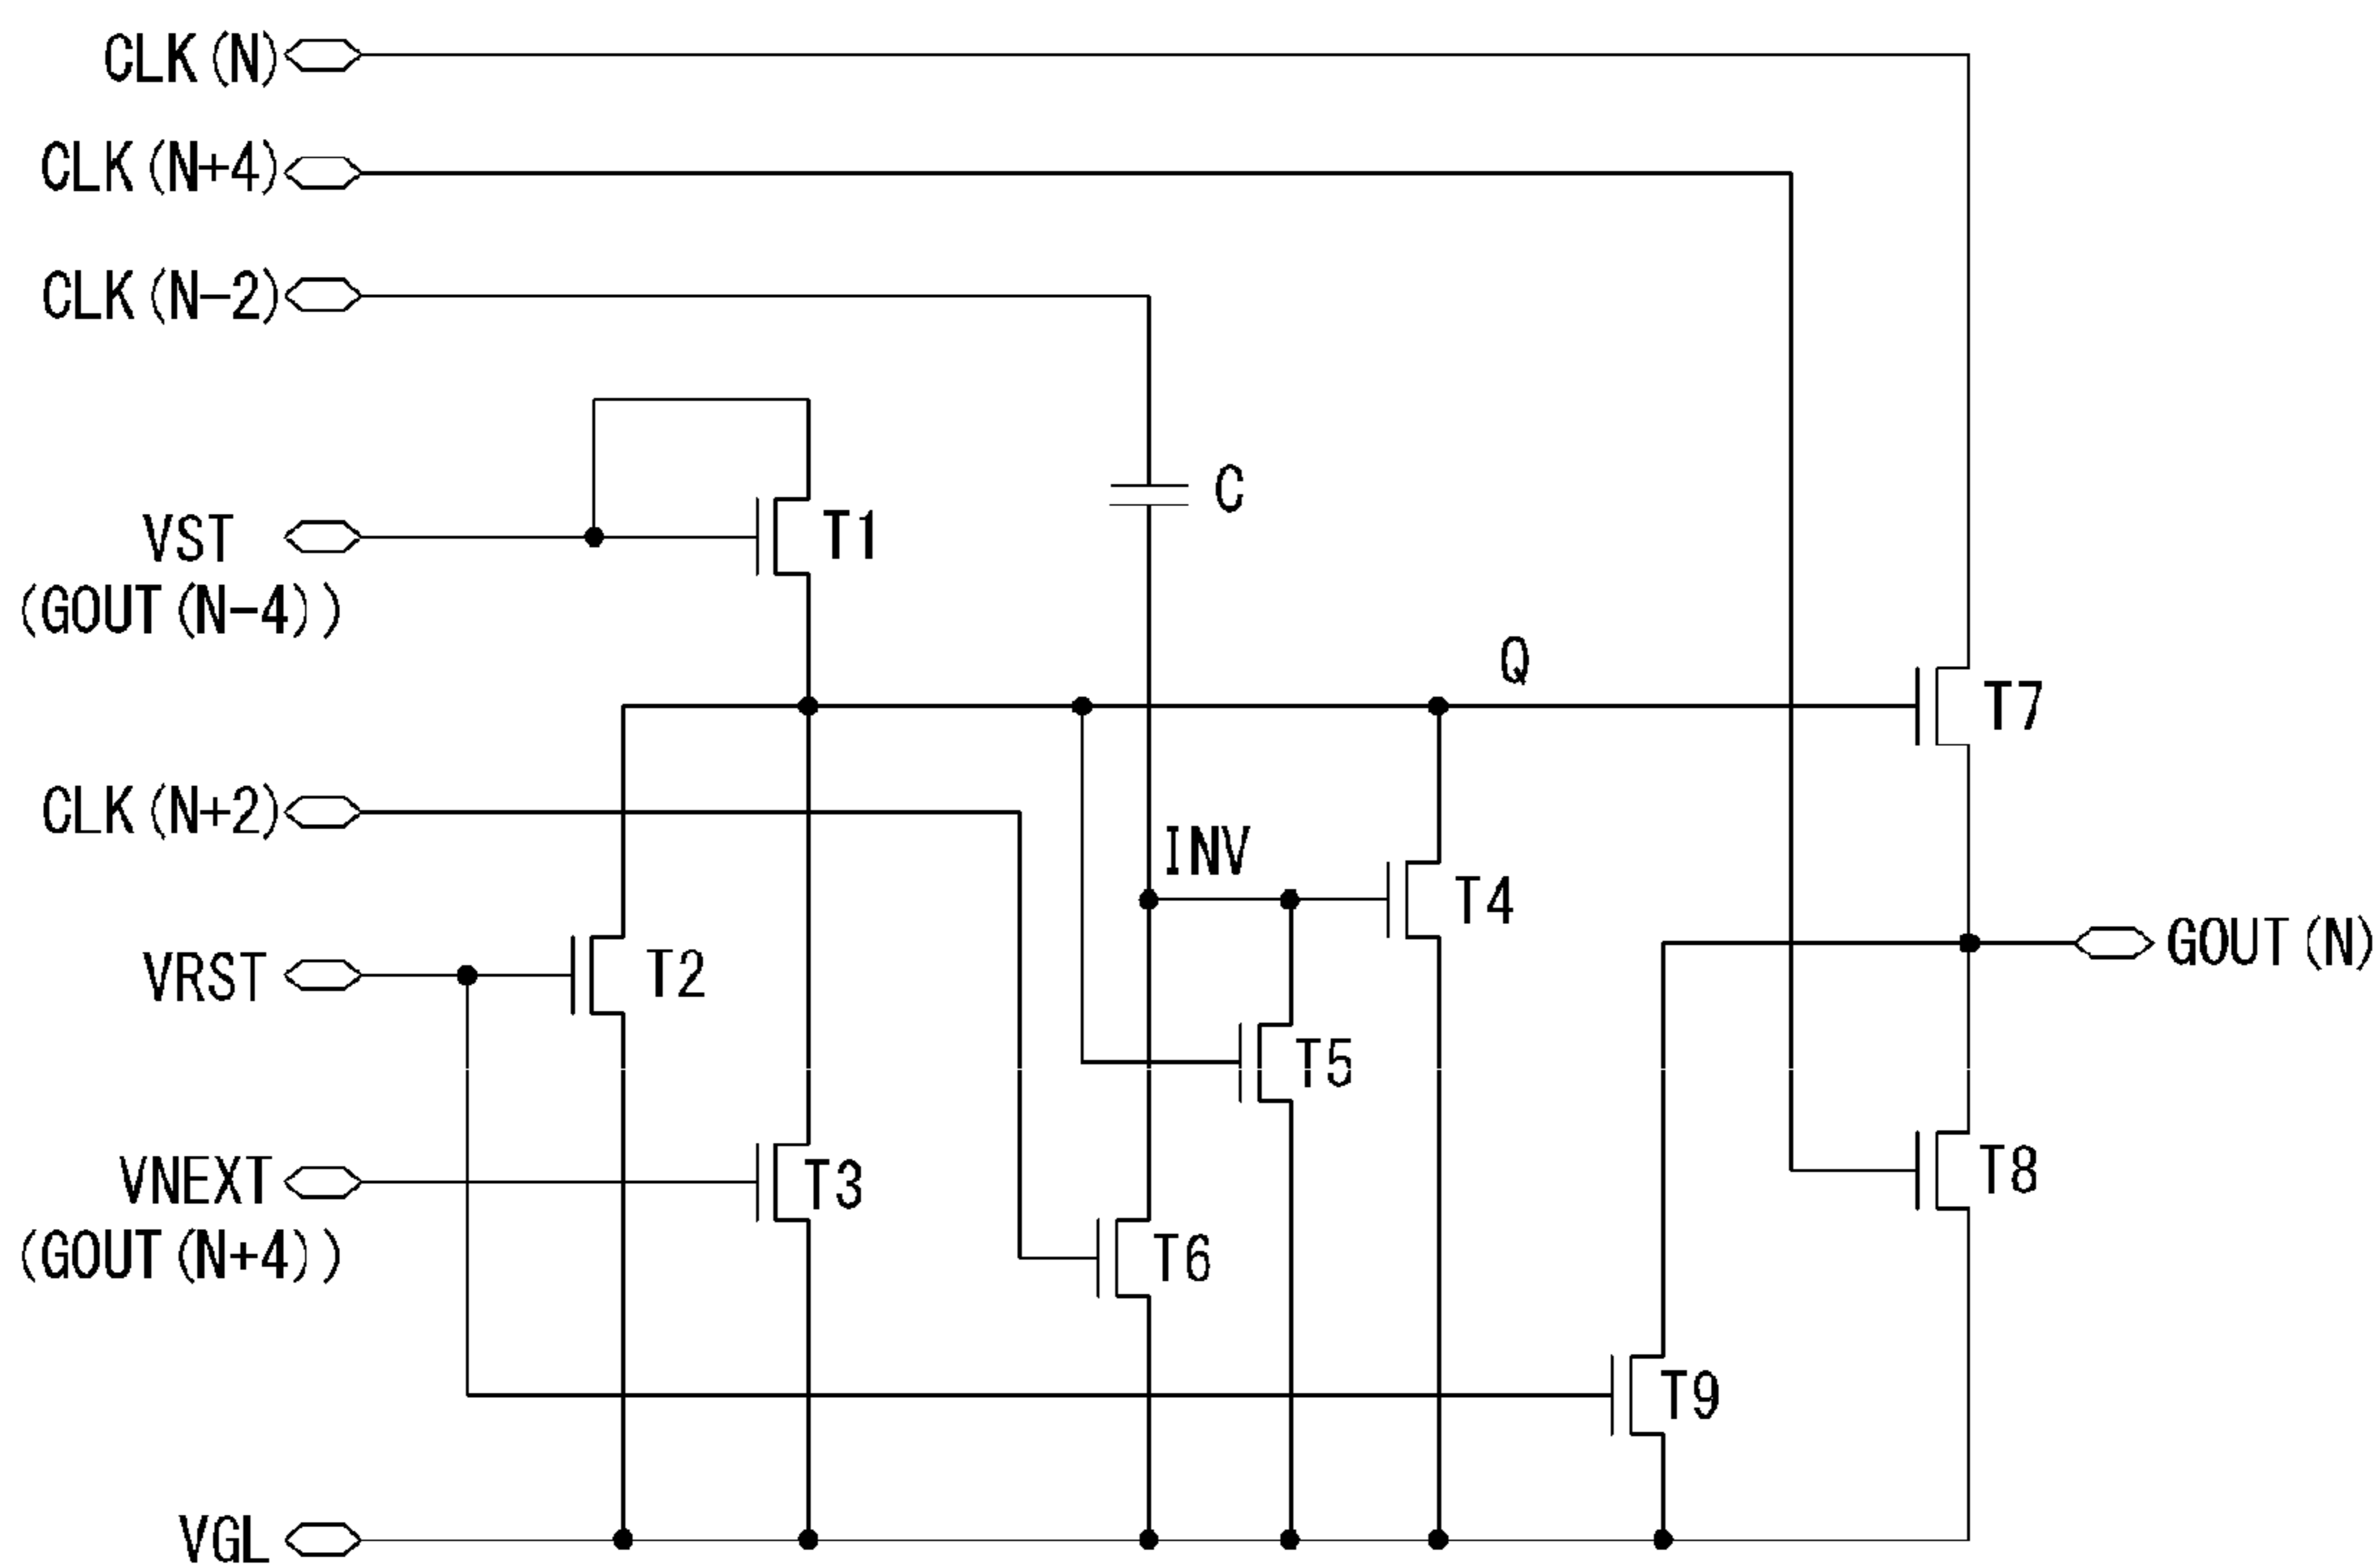 CLK(N)
CLK(N+4)
CLK(N-2)
C
VST
T1
(GOUT(N-4))
Q
T7
CLK(N+2)
INV
T4
GOUT(N)
VRST
T2
T5
VNEXT
T3
T8
(GOUT(N+4))
T6
T9
VGL